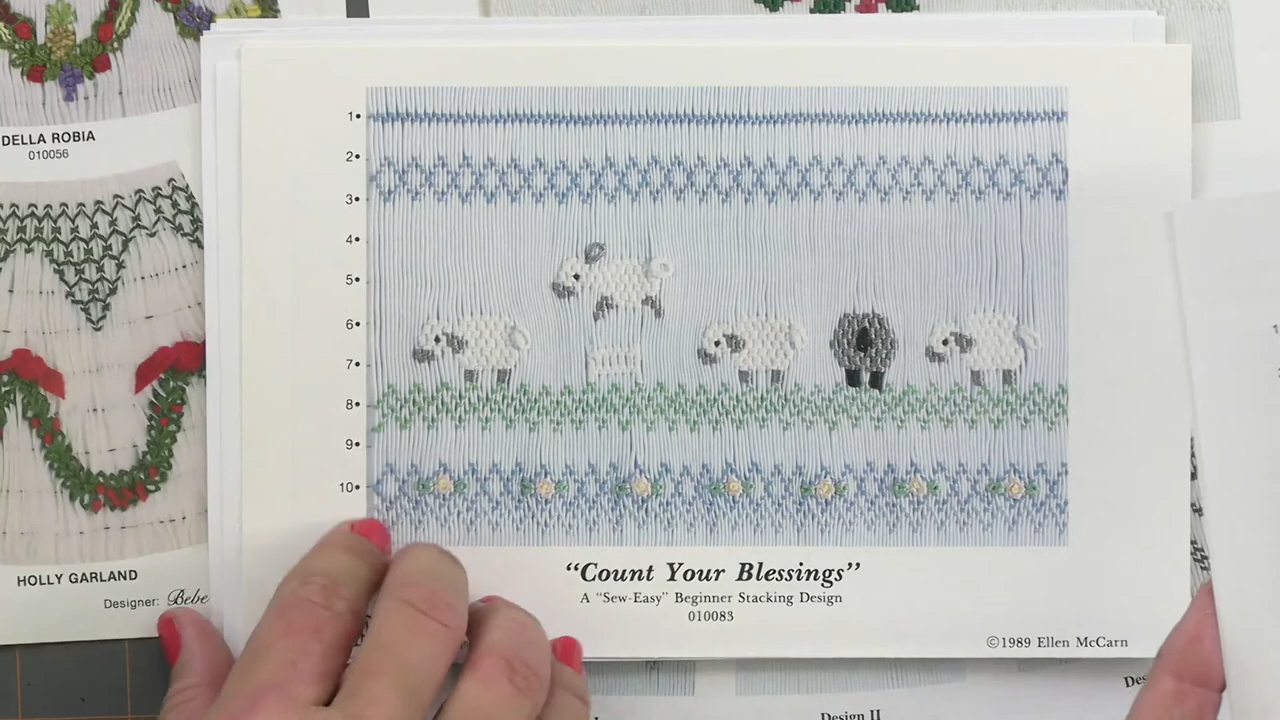 DELLA ROBIA
010056
HOLLY GARLAND
Designer: Bebe
1•
2•
3•
4•
5•
6•
7•
8•
9•
10•
“Count Your Blessings”
A “Sew-Easy” Beginner Stacking Design
010083
©1989 Ellen McCarn
Design II